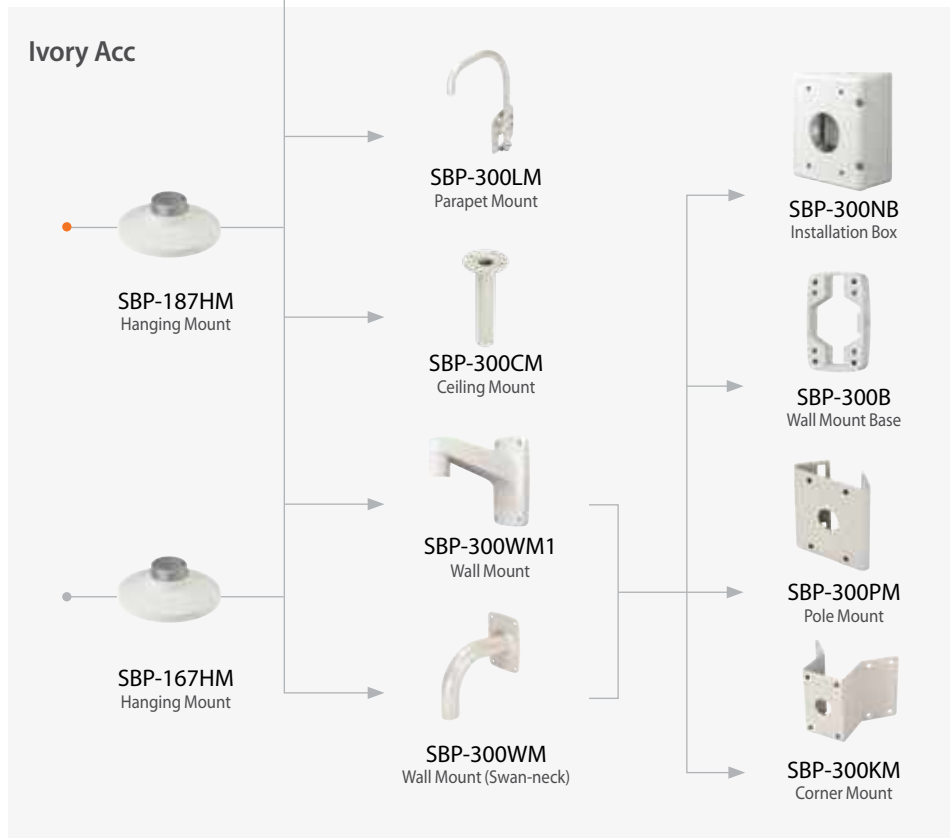 Ivory Acc
SBP-187HM
Hanging Mount
SBP-167HM
Hanging Mount
SBP-300LM
Parapet Mount
SBP-300CM
Ceiling Mount
SBP-300WM1
Wall Mount
SBP-300WM
Wall Mount (Swan-neck)
SBP-300NB
Installation Box
SBP-300B
Wall Mount Base
SBP-300PM
Pole Mount
SBP-300KM
Corner Mount